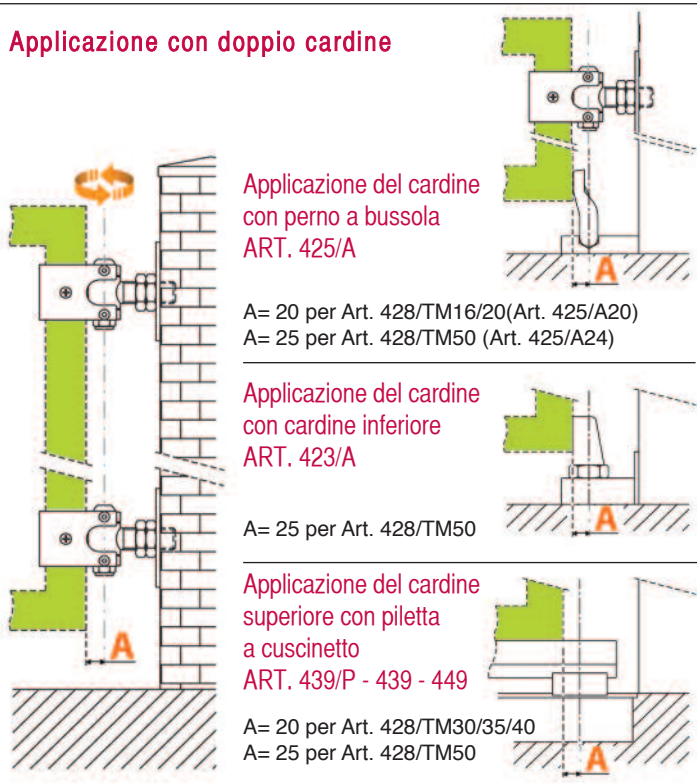 Applicazione con doppio cardine
Applicazione del cardine
con perno a bussola
ART. 425/A
A
A= 20 per Art. 428/TM16/20(Art. 425/A20)
A= 25 per Art. 428/TM50 (Art. 425/A24)
Applicazione del cardine
con cardine inferiore
ART. 423/A
A
A= 25 per Art. 428/TM50
Applicazione del cardine
superiore con piletta
a cuscinetto
ART. 439/P - 439 - 449
A
A= 20 per Art. 428/TM30/35/40
A= 25 per Art. 428/TM50
A